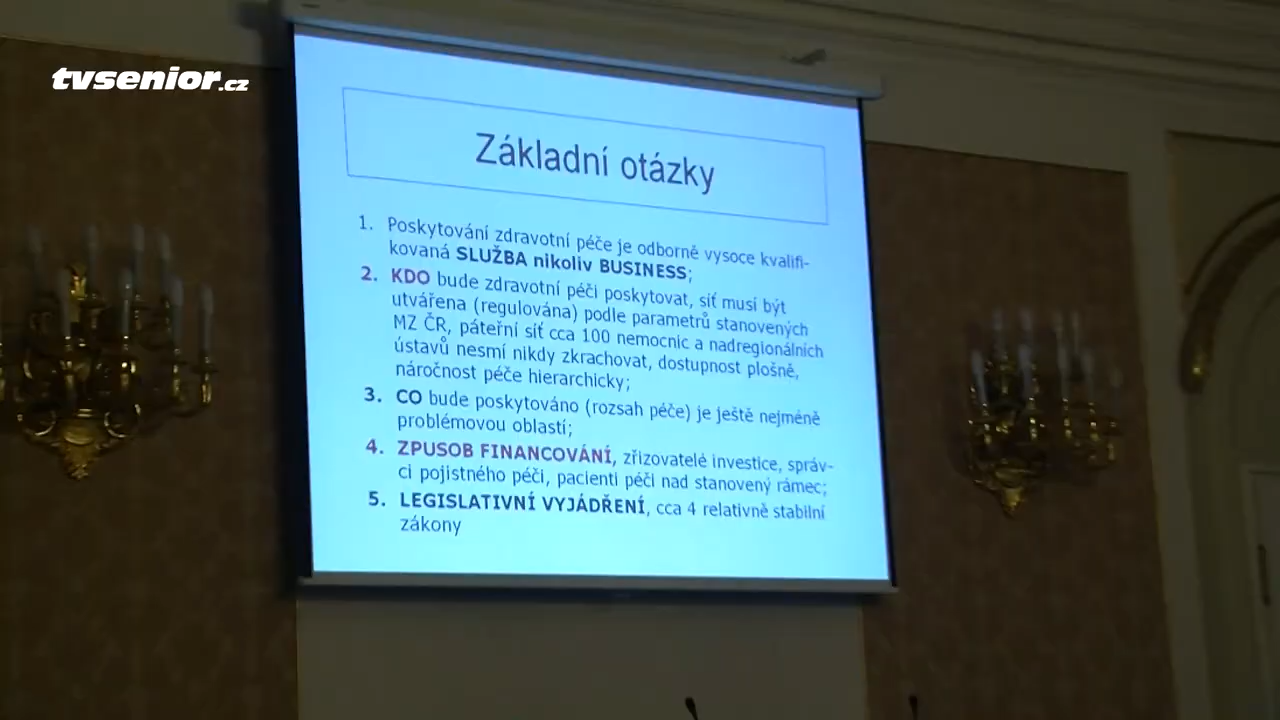 tvsenior.cz
Základní otázky
1. Poskytování zdravotní péče je odborně vysoce kvalifi-
kovaná SLUŽBA nikoliv BUSINESS;
2. KDO bude zdravotní péči poskytovat, síť musí být
utvářena (regulována) podle parametrů stanovených
MZ ČR, páteřní síť cca 100 nemocnic a nadregionálních
ústavů nesmí nikdy zkrachovat, dostupnost plošně,
náročnost péče hierarchicky;
3. CO bude poskytováno (rozsah péče) je ještě nejméně
problémovou oblastí;
4. ZPUSOB FINANCOVÁNÍ, zřizovatelé investice, správ-
ci pojistného péči, pacienti péči nad stanovený rámec;
5. LEGISLATIVNÍ VYJÁDŘENÍ, cca 4 relativně stabilní
zákony